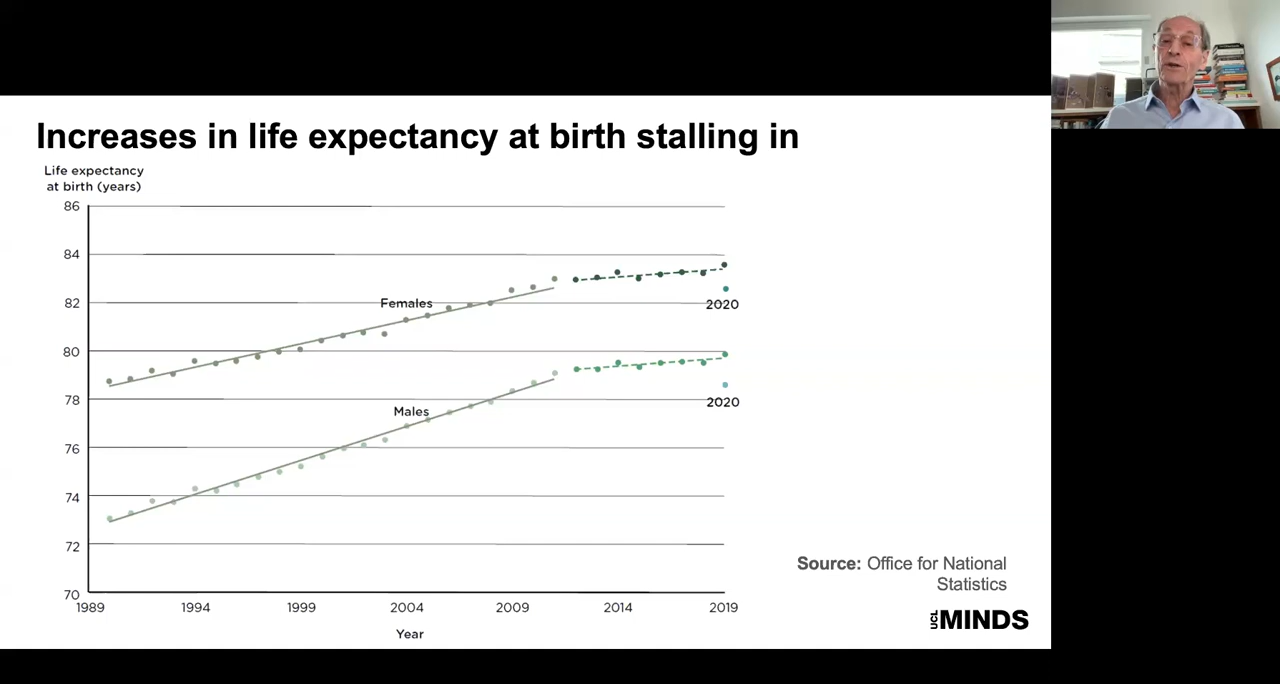 Increases in life expectancy at birth stalling in
Life expectancy
at birth (years)
86
84
82
80
78
76
74
72
70
Females
2020
Males
2020
1989 1994 1999 2004 2009 2014 2019
Year
Source: Office for National
Statistics
UCL MINDS